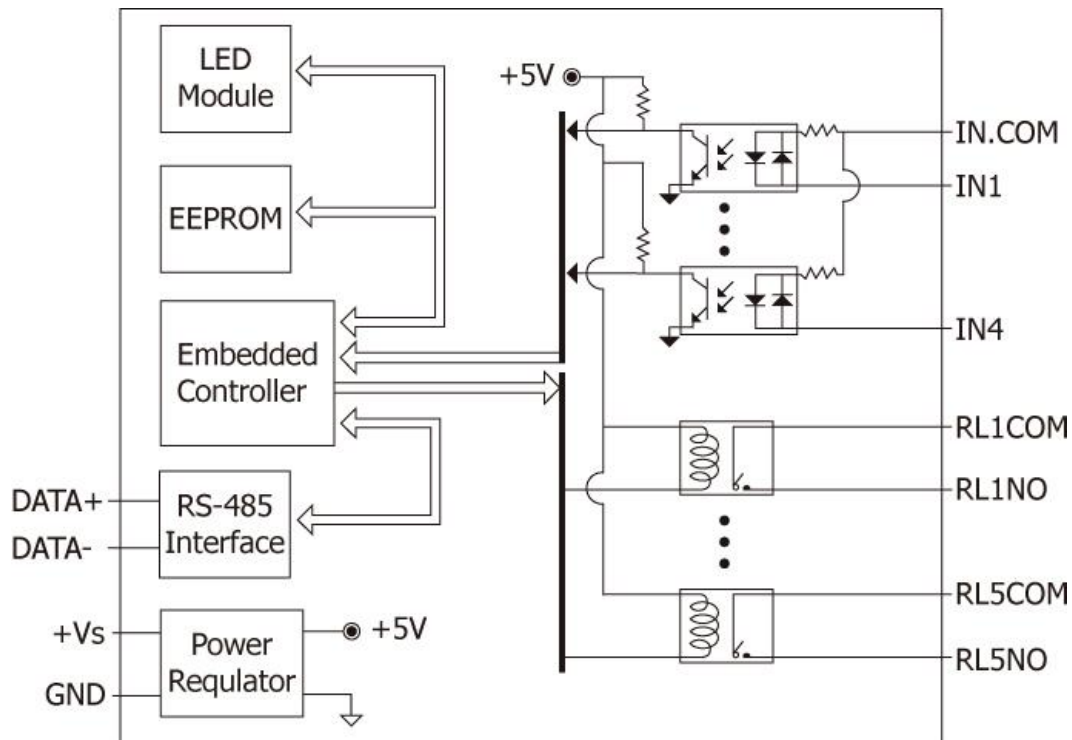 LED
Module
EEPROM
Embedded
Controller
RS-485
Interface
Power
Requlator
DATA+
DATA-
+Vs
GND
+5V
+5V
IN.COM
IN1
IN4
RL1COM
RL1NO
RL5COM
RL5NO